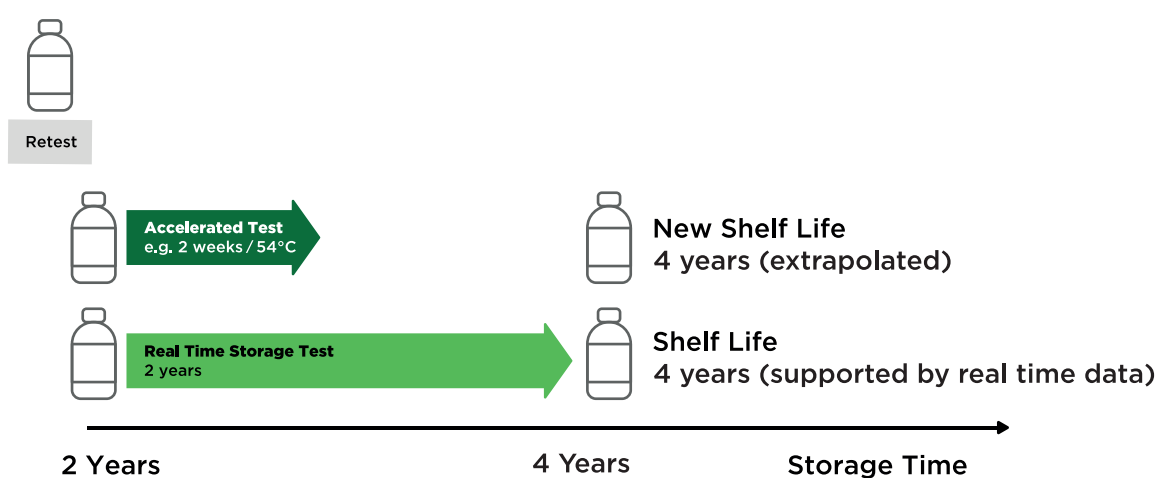 Retest
Accelerated Test
e.g. 2 weeks / 54°C
New Shelf Life
4 years (extrapolated)
Real Time Storage Test
2 years
Shelf Life
4 years (supported by real time data)
2 Years
4 Years
Storage Time